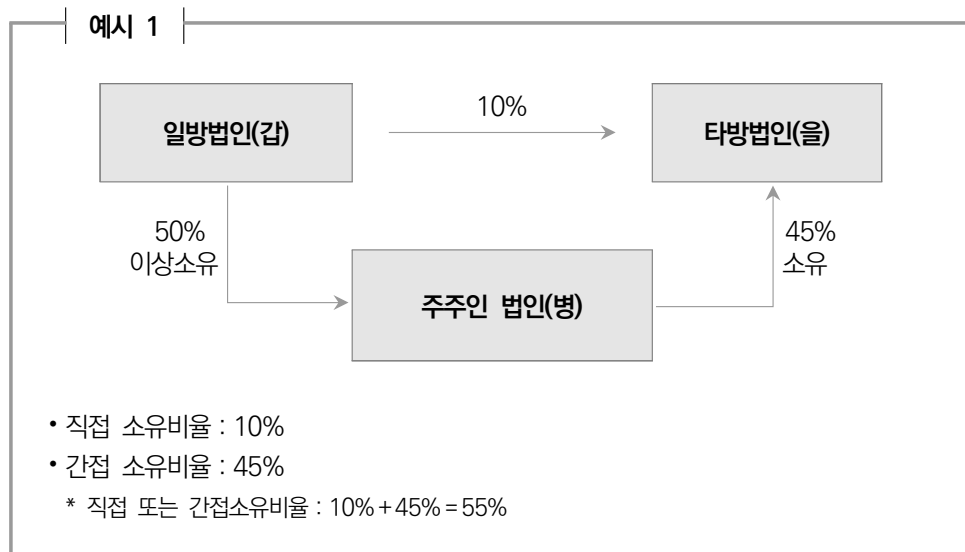 예시 1
일방법인(갑)
10%
타방법인(을)
50%
이상소유
45%
소유
주주인 법인(병)
• 직접 소유비율 : 10%
• 간접 소유비율 : 45%
* 직접 또는 간접소유비율 : 10%+45%=55%